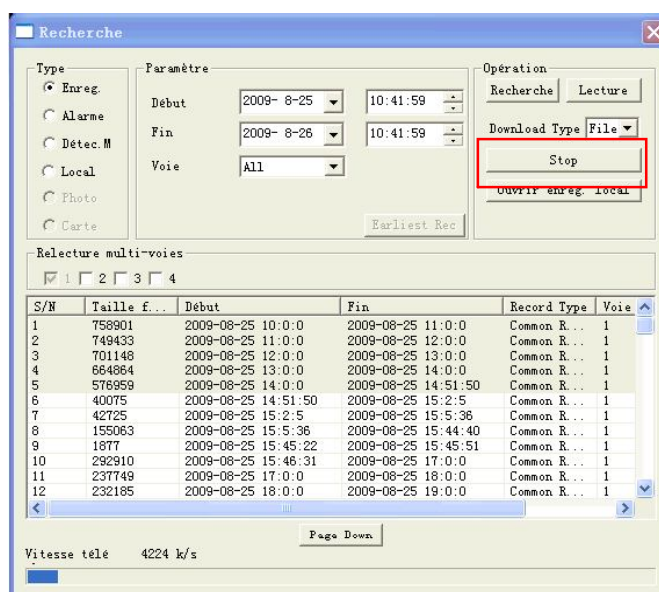 Recherche
Type
Enreg.
Alarme
Détec.M
Local
Photo
Carte
Paramètre
Début 2009- 8-25 10:41:59
Fin 2009- 8-26 10:41:59
Voie All
Earliest Rec
Opération
Recherche Lecture
Download Type File
Stop
Ouvrir enreg. local
Relecture multi-voies
1 2 3 4
S/N Taille f... Début Fin Record Type Voie
1 758901 2009-08-25 10:0:0 2009-08-25 11:0:0 Common R... 1
2 749433 2009-08-25 11:0:0 2009-08-25 12:0:0 Common R... 1
3 701148 2009-08-25 12:0:0 2009-08-25 13:0:0 Common R... 1
4 664864 2009-08-25 13:0:0 2009-08-25 14:0:0 Common R... 1
5 576959 2009-08-25 14:0:0 2009-08-25 14:51:50 Common R... 1
6 40075 2009-08-25 14:51:50 2009-08-25 15:2:5 Common R... 1
7 42725 2009-08-25 15:2:5 2009-08-25 15:5:36 Common R... 1
8 155063 2009-08-25 15:5:36 2009-08-25 15:44:40 Common R... 1
9 1877 2009-08-25 15:45:22 2009-08-25 15:45:51 Common R... 1
10 292910 2009-08-25 15:46:31 2009-08-25 17:0:0 Common R... 1
11 237749 2009-08-25 17:0:0 2009-08-25 18:0:0 Common R... 1
12 232185 2009-08-25 18:0:0 2009-08-25 19:0:0 Common R... 1
Page Down
Vitesse télé 4224 k/s